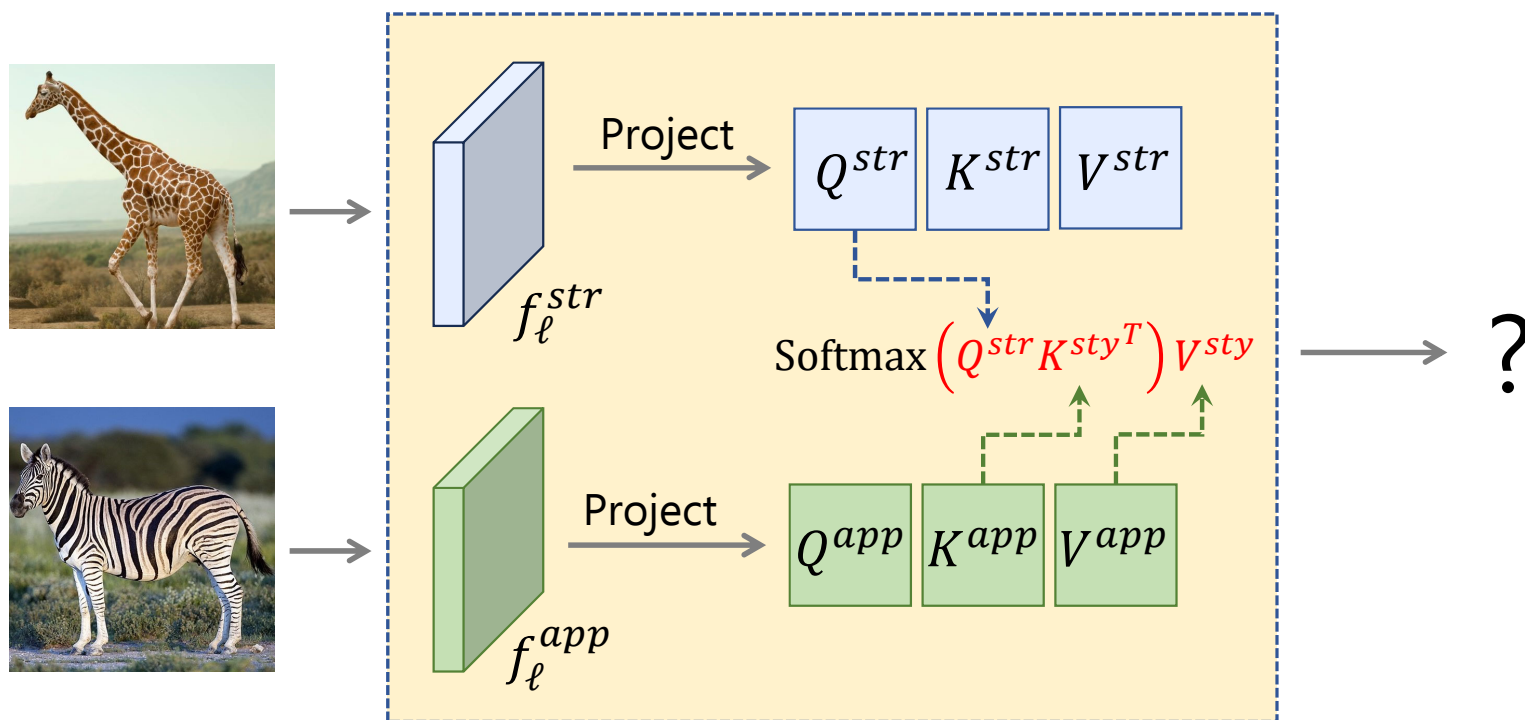 Project
Q^{str} K^{str} V^{str}
f_ℓ^{str}
Softmax(Q^{str} K^{sty^T}) V^{sty}
?
Project
Q^{app} K^{app} V^{app}
f_ℓ^{app}